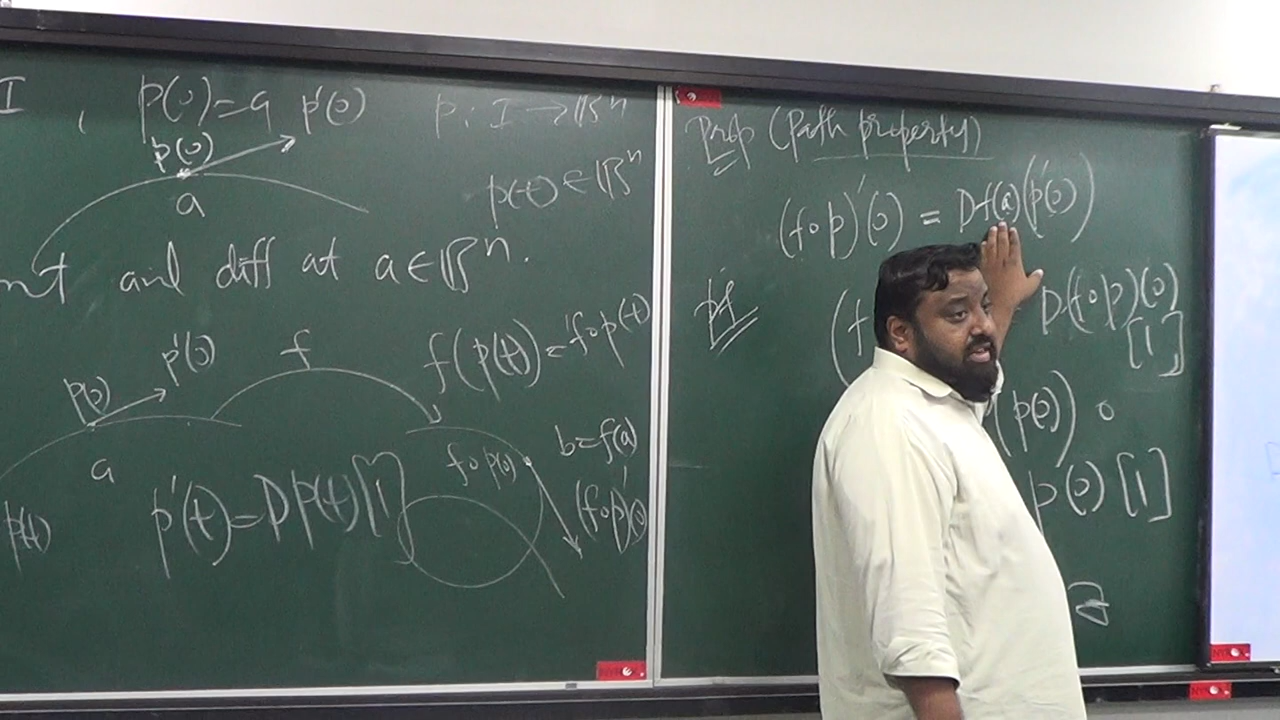 I , p(0)=a p'(0) p : I → ℝⁿ
p(0)
a
p(t) ∈ ℝⁿ
and diff at a ∈ ℝⁿ.
p(0) p'(0) f f(p(t)) = f∘p(t)
a
f∘p(0) b = f(a)
p(t) p'(t) = Dp(t)[1] (f∘p)'(0)
Prop (Path property)
(f∘p)'(0) = Df(a)(p'(0))
pf
(f D(f∘p)(0)
[1]
(p(0)) ∘
p(0)[1]